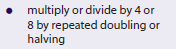 • multiply or divide by 4 or
8 by repeated doubling or
halving